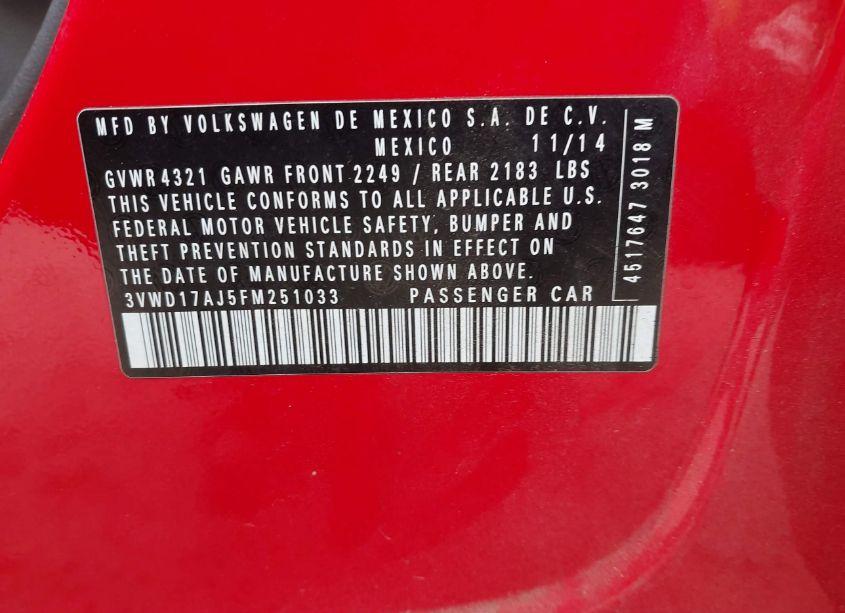 MFD BY VOLKSWAGEN DE MEXICO S.A. DE C.V.
MEXICO 11/14
GVWR 4321 GAWR FRONT 2249 / REAR 2183 LBS
THIS VEHICLE CONFORMS TO ALL APPLICABLE U.S.
FEDERAL MOTOR VEHICLE SAFETY, BUMPER AND
THEFT PREVENTION STANDARDS IN EFFECT ON
THE DATE OF MANUFACTURE SHOWN ABOVE.
3VWD17AJ5FM251033 PASSENGER CAR
4517647 3018 M